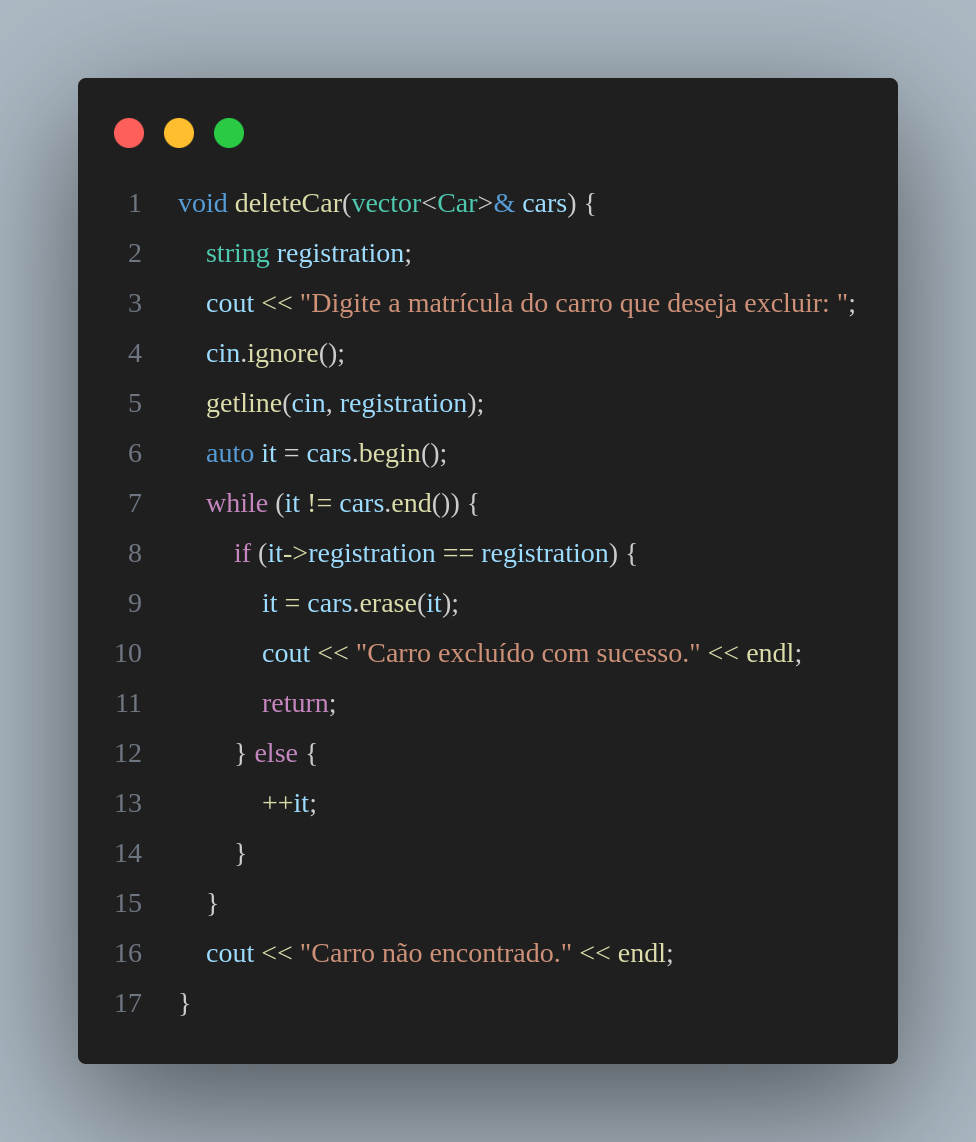 1 void deleteCar(vector<Car>& cars) {
2     string registration;
3     cout << "Digite a matrícula do carro que deseja excluir: ";
4     cin.ignore();
5     getline(cin, registration);
6     auto it = cars.begin();
7     while (it != cars.end()) {
8         if (it->registration == registration) {
9             it = cars.erase(it);
10             cout << "Carro excluído com sucesso." << endl;
11             return;
12         } else {
13             ++it;
14         }
15     }
16     cout << "Carro não encontrado." << endl;
17 }